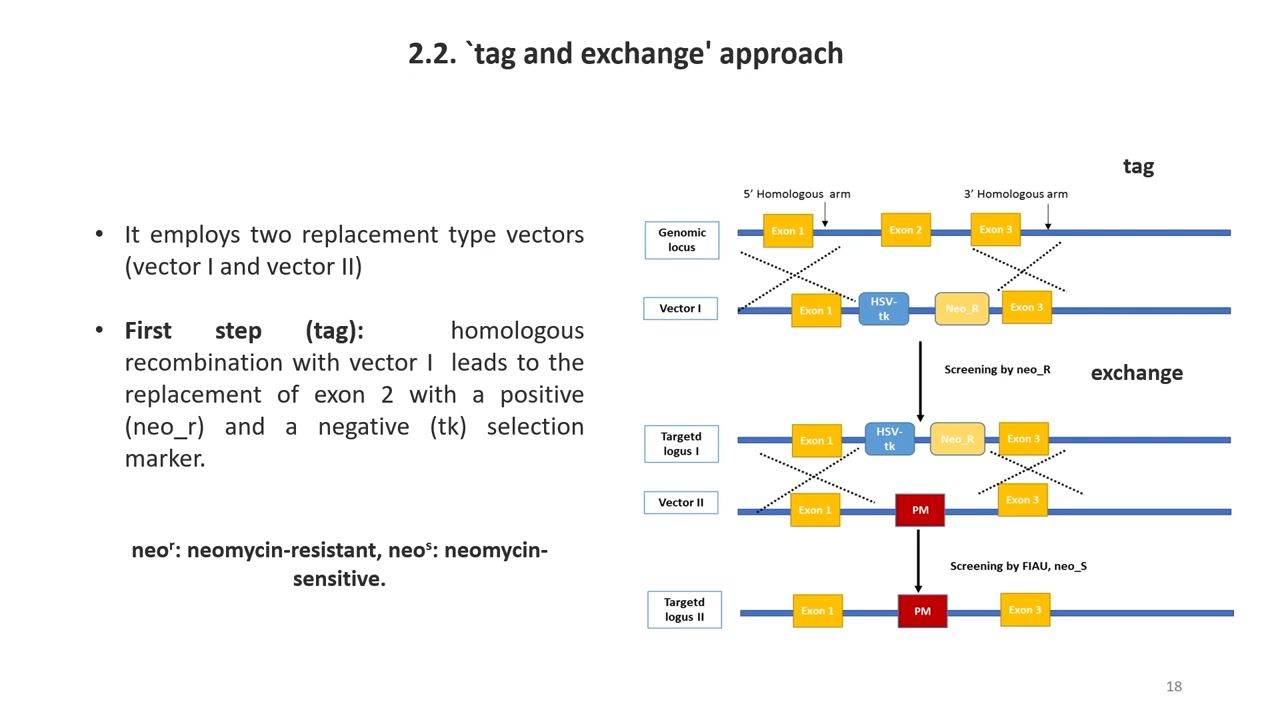 2.2. `tag and exchange' approach
• It employs two replacement type vectors
(vector I and vector II)
• First step (tag): homologous
recombination with vector I leads to the
replacement of exon 2 with a positive
(neo_r) and a negative (tk) selection
marker.
neoʳ: neomycin-resistant, neoˢ: neomycin-
sensitive.
tag
5’ Homologous arm
3’ Homologous arm
Genomic
locus
Exon 1
Exon 2
Exon 3
Vector I
Exon 1
HSV-
tk
Neo_R
Exon 3
Screening by neo_R
exchange
Targetd
logus I
Exon 1
HSV-
tk
Neo_R
Exon 3
Vector II
Exon 1
PM
Exon 3
Screening by FIAU, neo_S
Targetd
logus II
Exon 1
PM
Exon 3
18